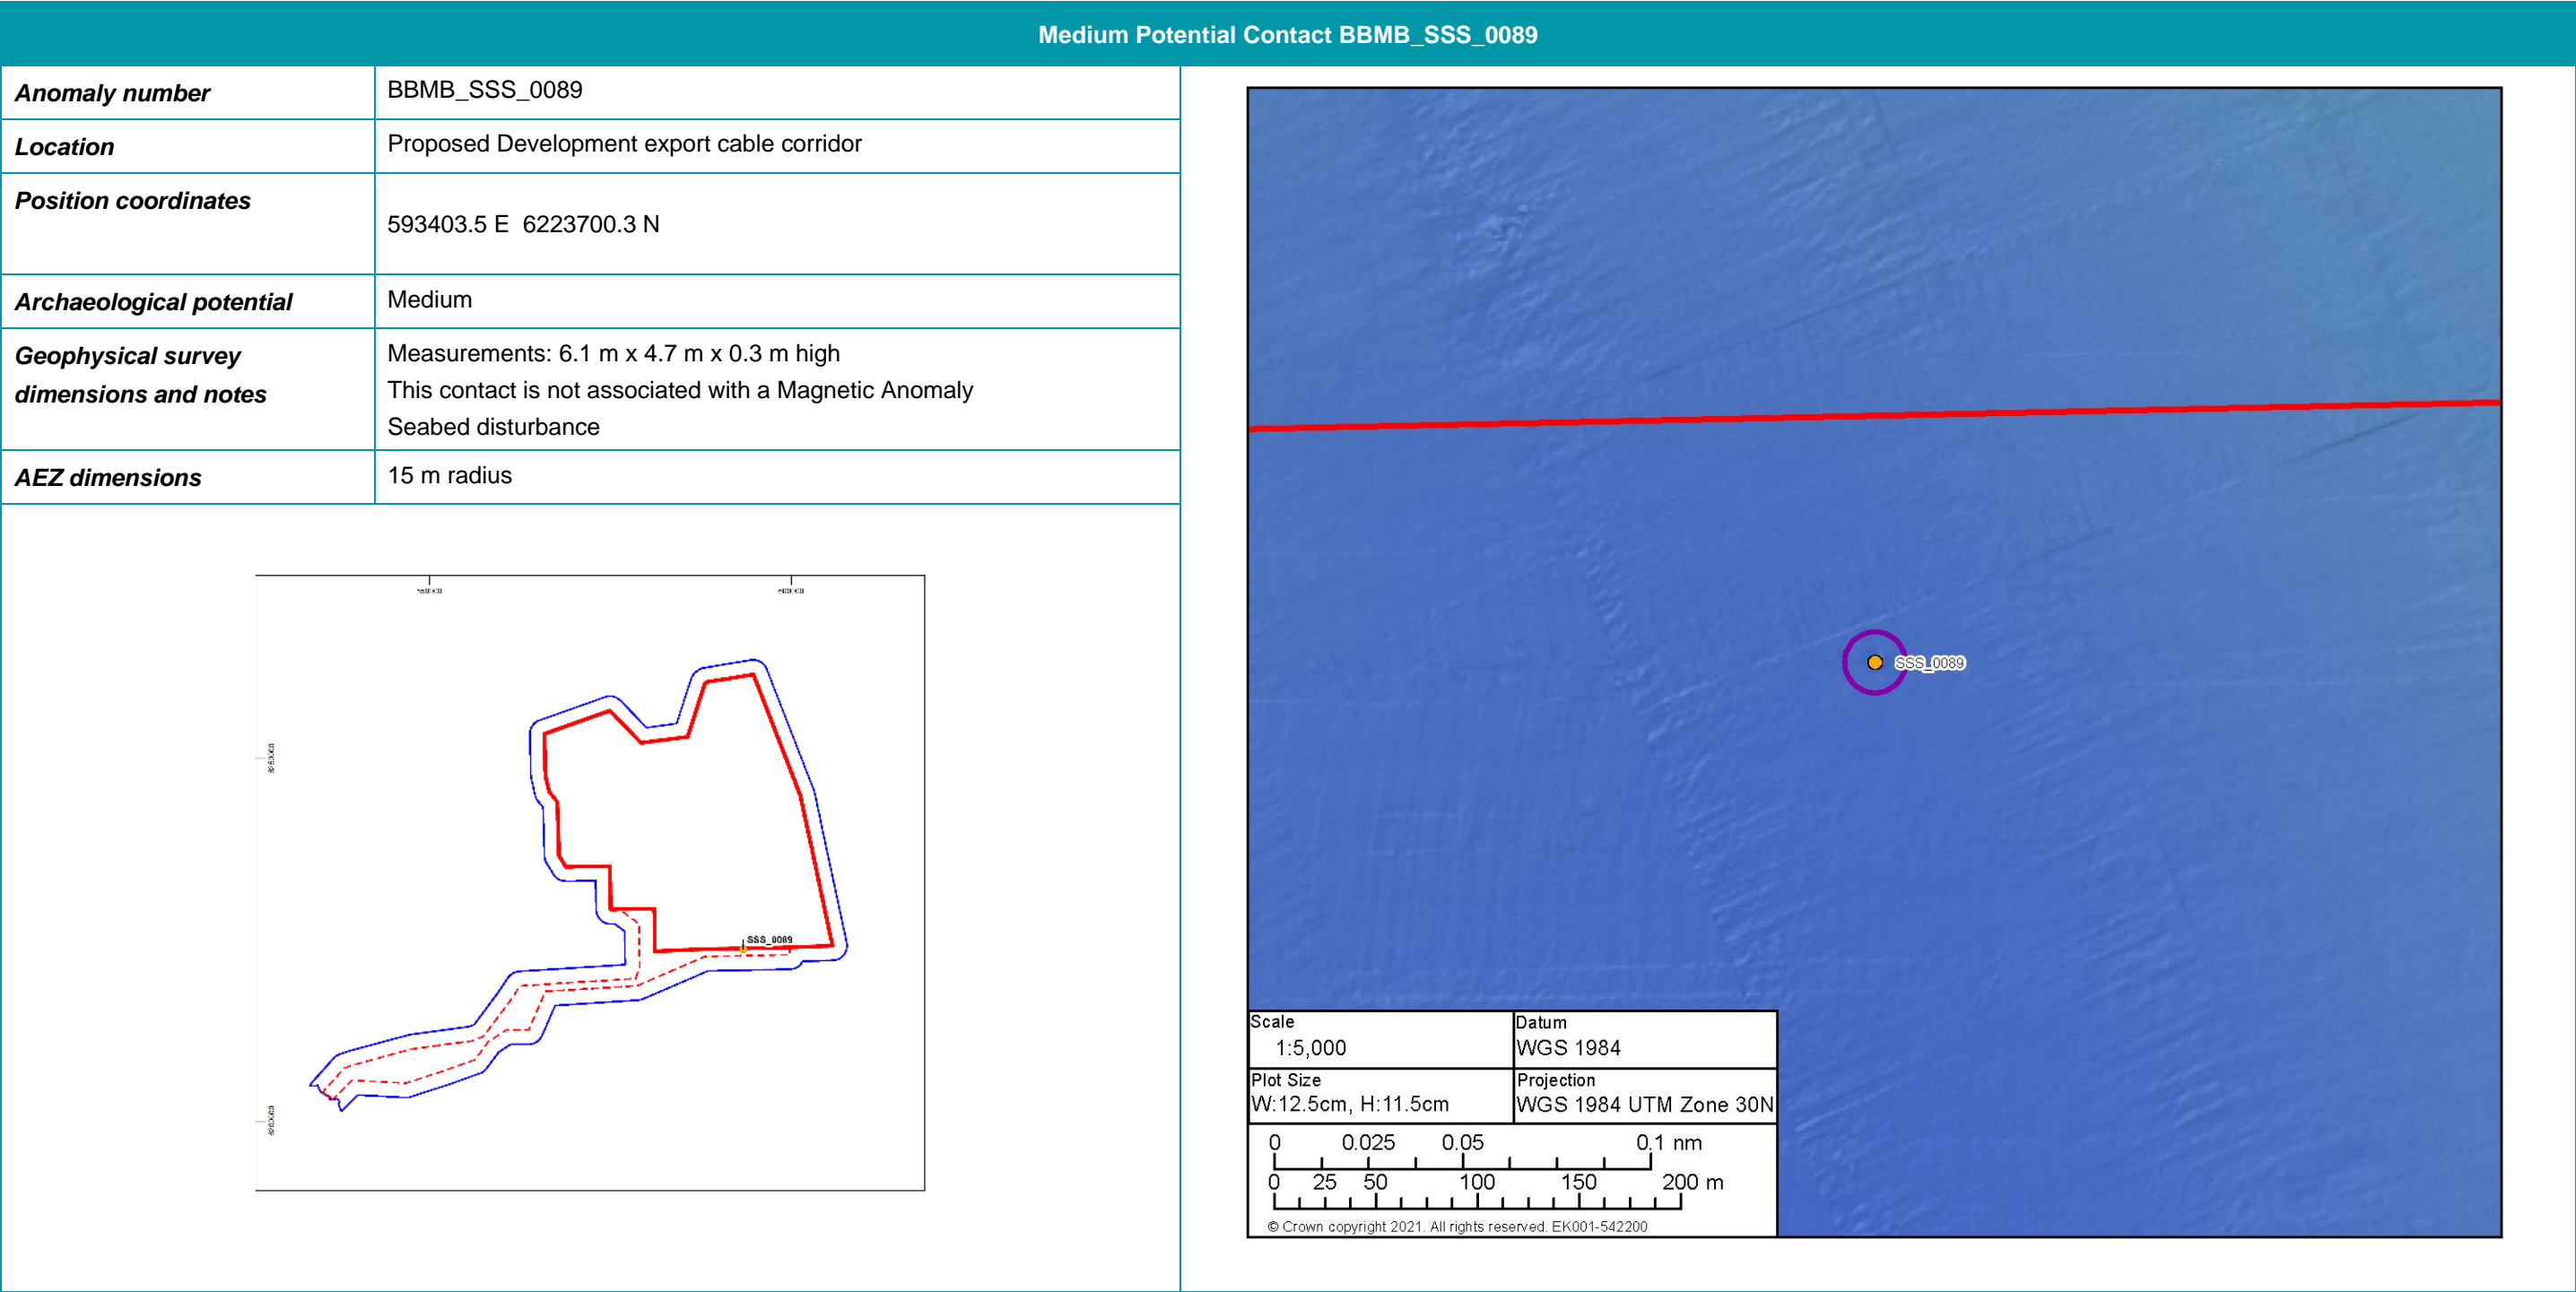 Medium Potential Contact BBMB_SSS_0089
Anomaly number
BBMB_SSS_0089
Location
Proposed Development export cable corridor
Position coordinates
593403.5 E 6223700.3 N
Archaeological potential
Medium
Geophysical survey
dimensions and notes
Measurements: 6.1 m x 4.7 m x 0.3 m high
This contact is not associated with a Magnetic Anomaly
Seabed disturbance
AEZ dimensions
15 m radius
550000 600000
SSS_0089
SSS_0089
Scale
1:5,000
Datum
WGS 1984
Plot Size
W:12.5cm, H:11.5cm
Projection
WGS 1984 UTM Zone 30N
0 0.025 0.05 0.1 nm
0 25 50 100 150 200 m
© Crown copyright 2021. All rights reserved. EK001-542200